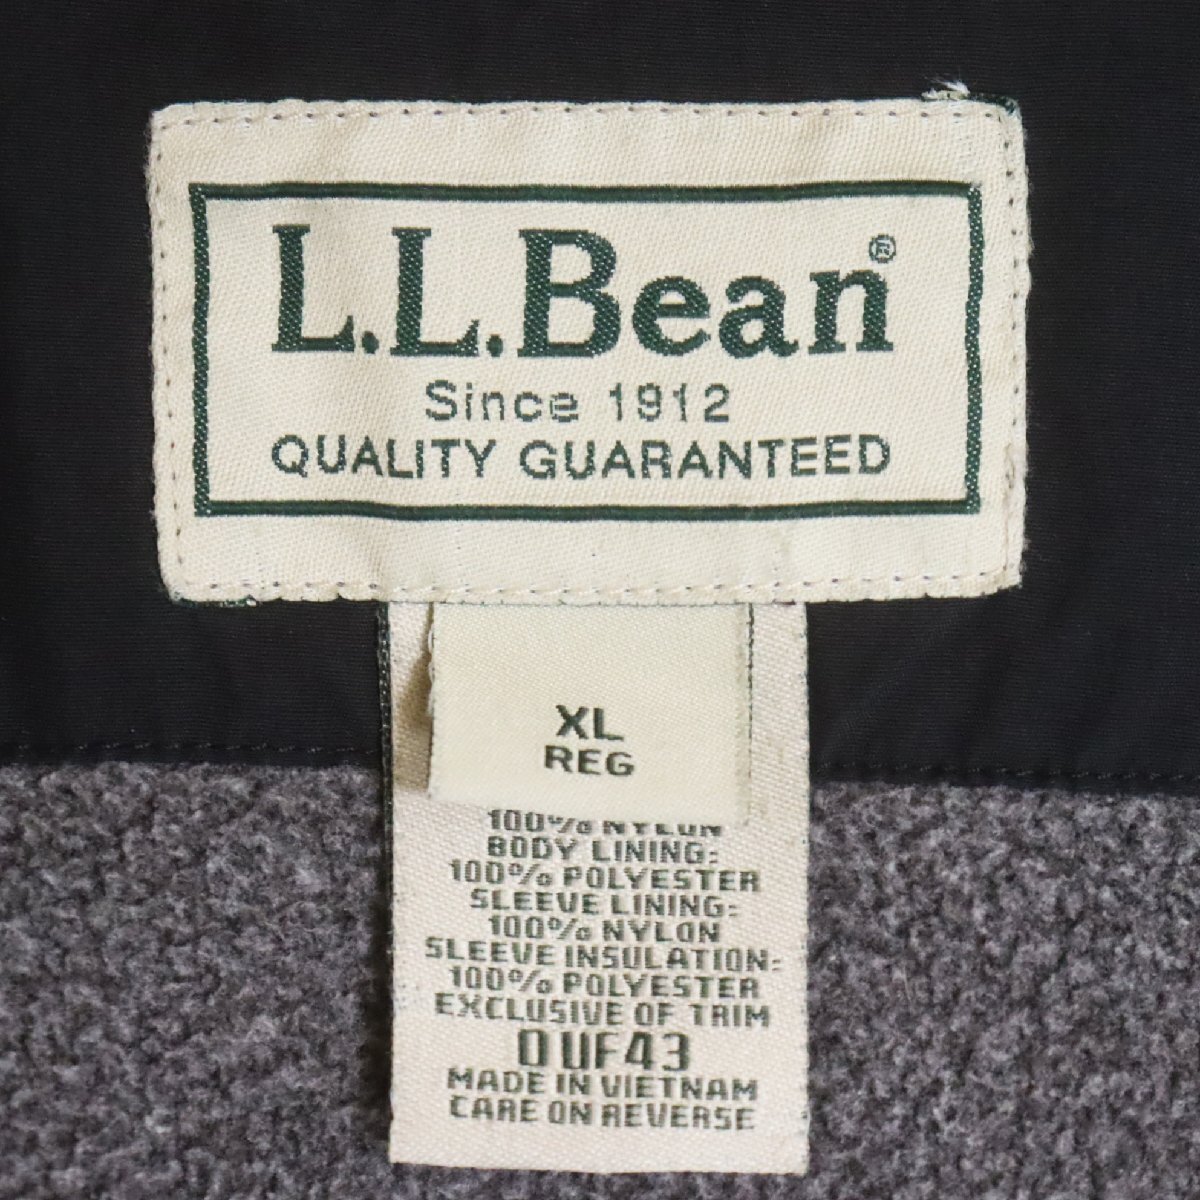 L.L.Bean®
Since 1912
QUALITY GUARANTEED
XL
REG
100% NYLON
BODY LINING:
100% POLYESTER
SLEEVE LINING:
100% NYLON
SLEEVE INSULATION:
100% POLYESTER
EXCLUSIVE OF TRIM
0UF43
MADE IN VIETNAM
CARE ON REVERSE